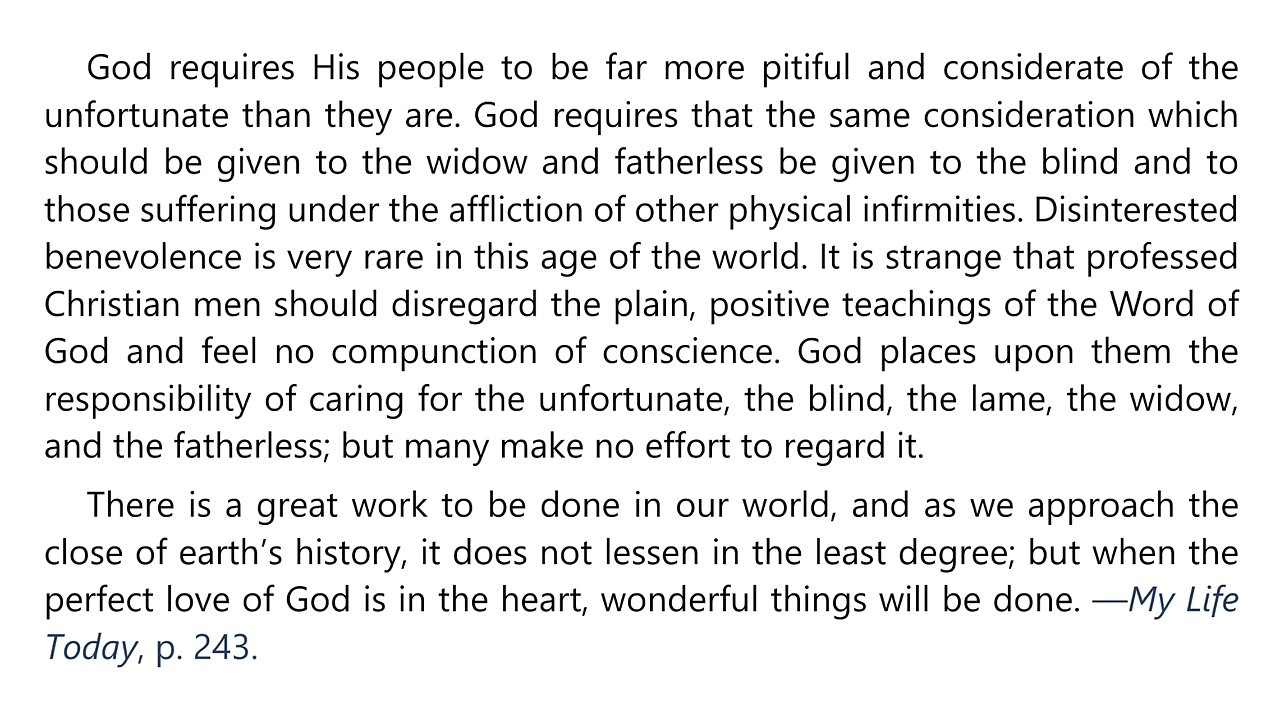 God requires His people to be far more pitiful and considerate of the
unfortunate than they are. God requires that the same consideration which
should be given to the widow and fatherless be given to the blind and to
those suffering under the affliction of other physical infirmities. Disinterested
benevolence is very rare in this age of the world. It is strange that professed
Christian men should disregard the plain, positive teachings of the Word of
God and feel no compunction of conscience. God places upon them the
responsibility of caring for the unfortunate, the blind, the lame, the widow,
and the fatherless; but many make no effort to regard it.
There is a great work to be done in our world, and as we approach the
close of earth’s history, it does not lessen in the least degree; but when the
perfect love of God is in the heart, wonderful things will be done. —My Life
Today, p. 243.